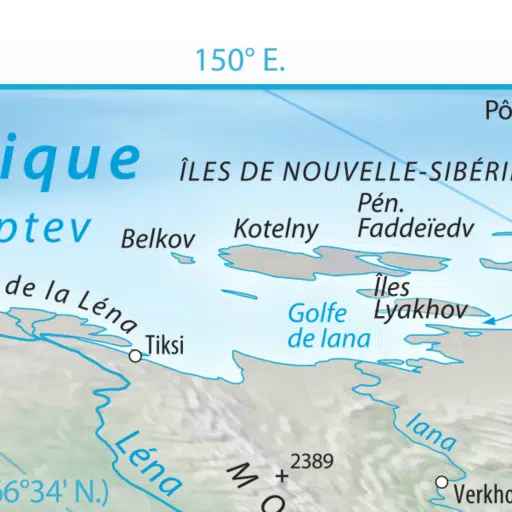 150° E.
Pô
ique
ÎLES DE NOUVELLE-SIBÉRI
Pén.
Faddeïedv
ptev
Belkov
Kotelny
de la Léna
Îles
Lyakhov
Golfe
de Iana
Tiksi
Iana
Léna
M O
2389
66°34' N.)
Verkho